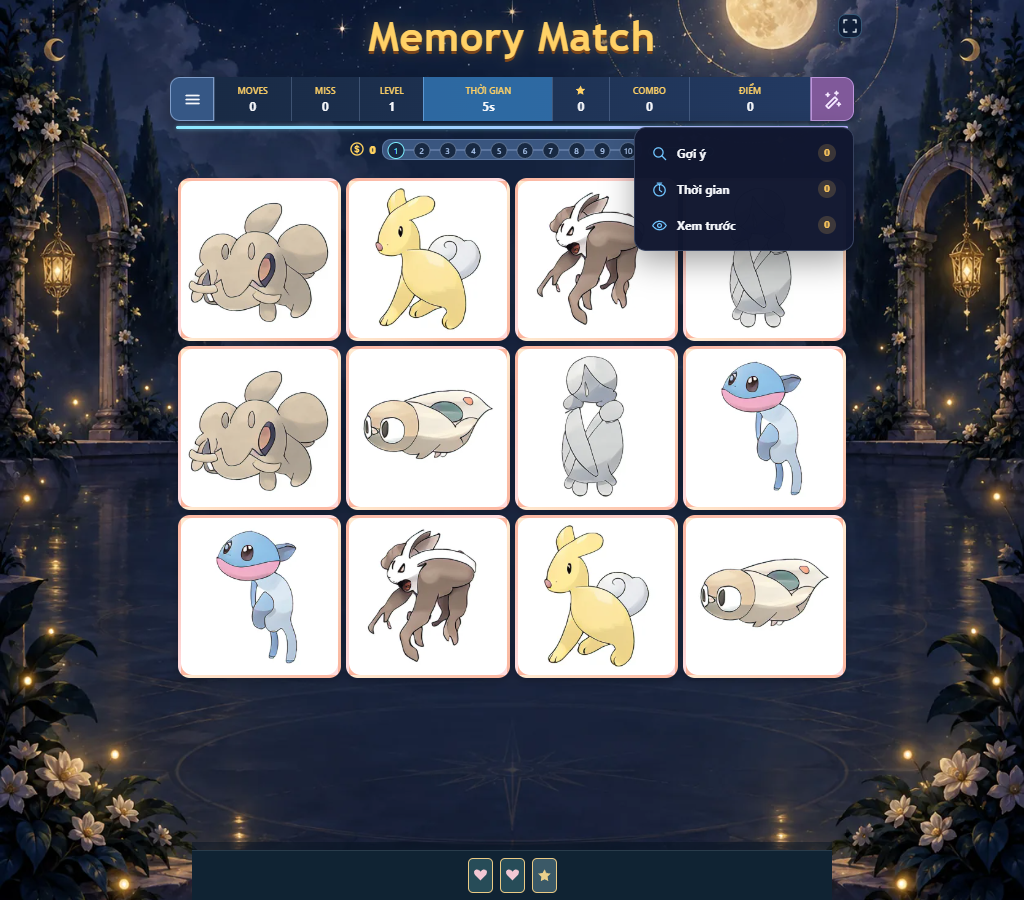 Memory Match
MOVES MISS LEVEL THỜI GIAN COMBO ĐIỂM
0 0 1 5s 0 0 0
$ 0 1 2 3 4 5 6 7 8 9 10
Gợi ý 0
Thời gian 0
Xem trước 0